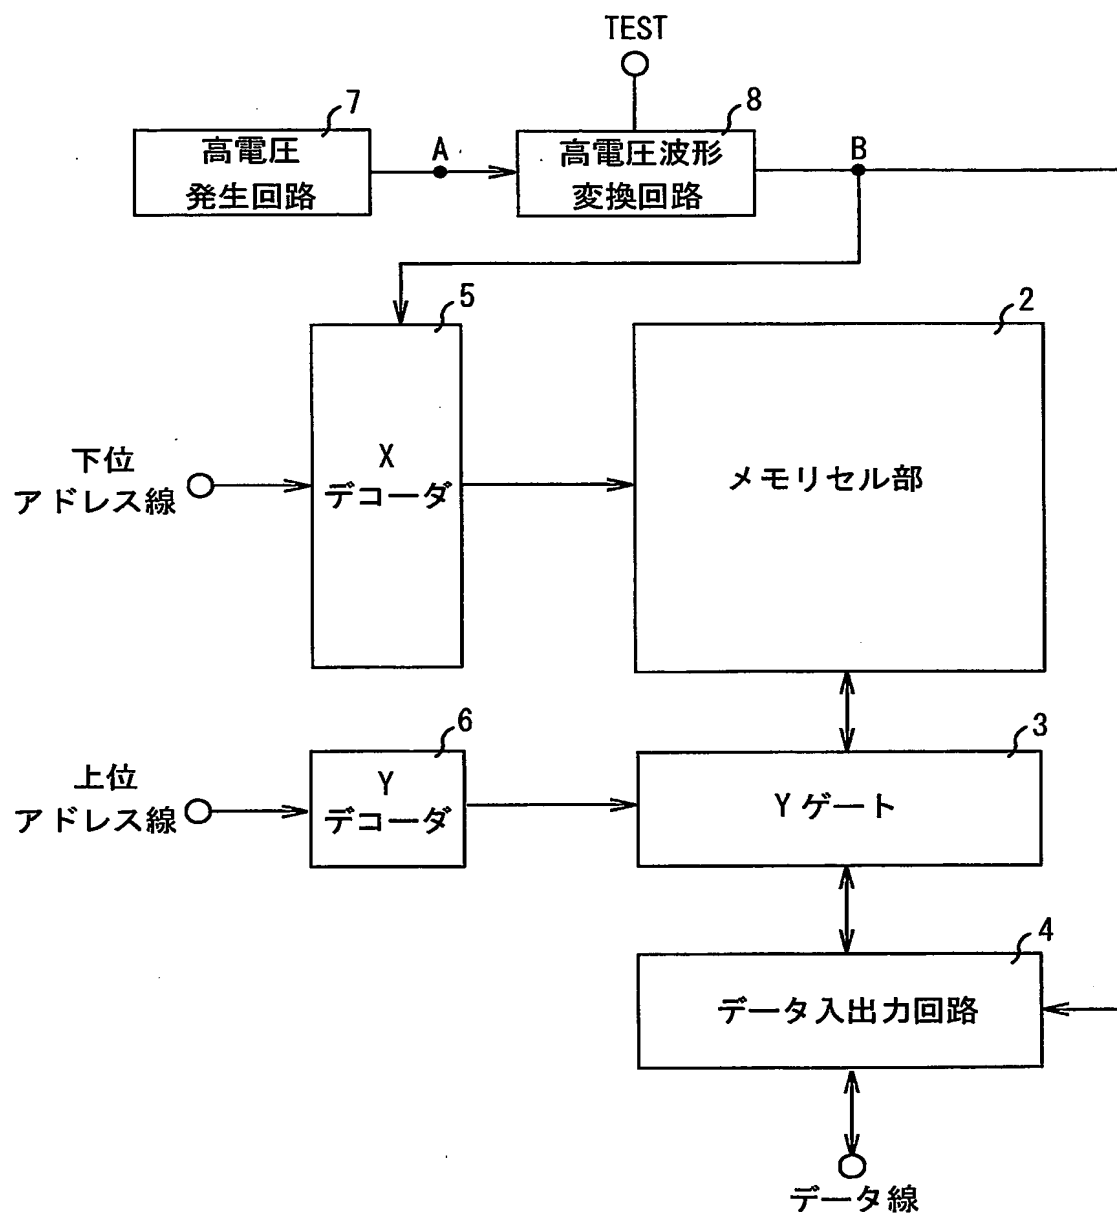 TEST
7
8
高電圧
発生回路
A
高電圧波形
変換回路
B
5
2
下位
アドレス線
X
デコーダ
メモリセル部
6
3
上位
アドレス線
Y
デコーダ
Yゲート
4
データ入出力回路
データ線